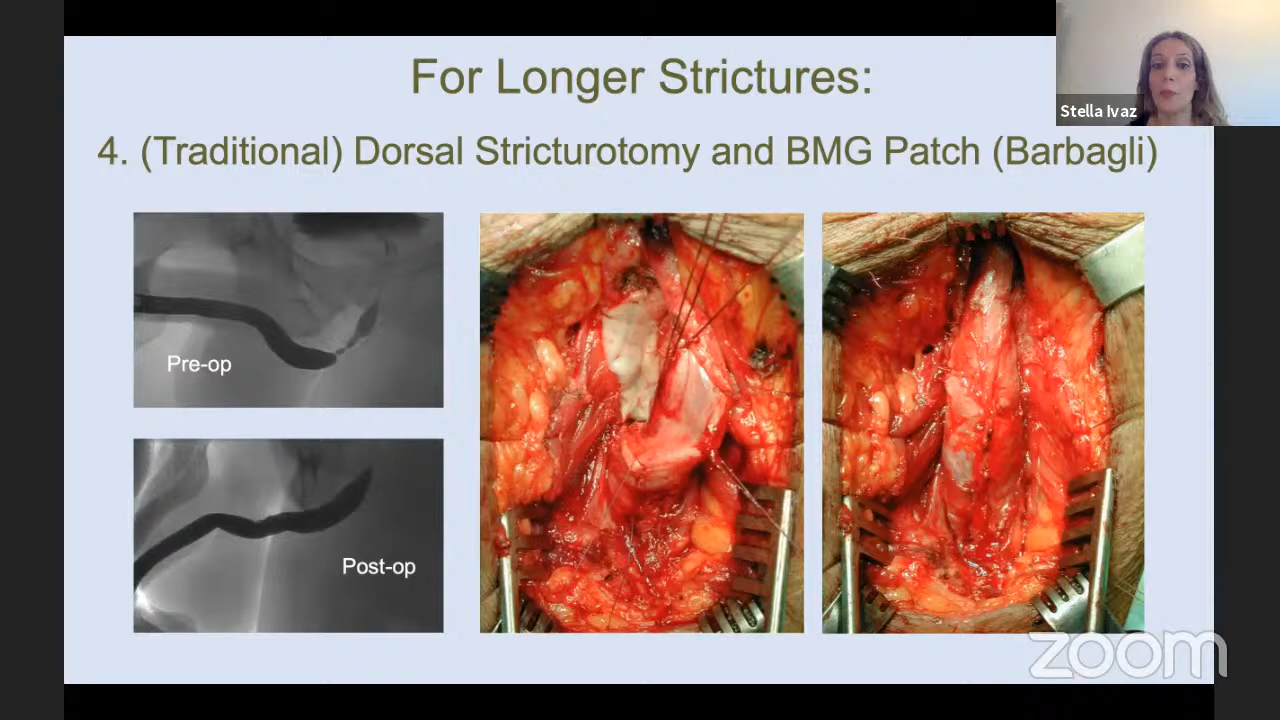 For Longer Strictures:
Stella Ivaz
4. (Traditional) Dorsal Stricturotomy and BMG Patch (Barbagli)
Pre-op
Post-op
zoom